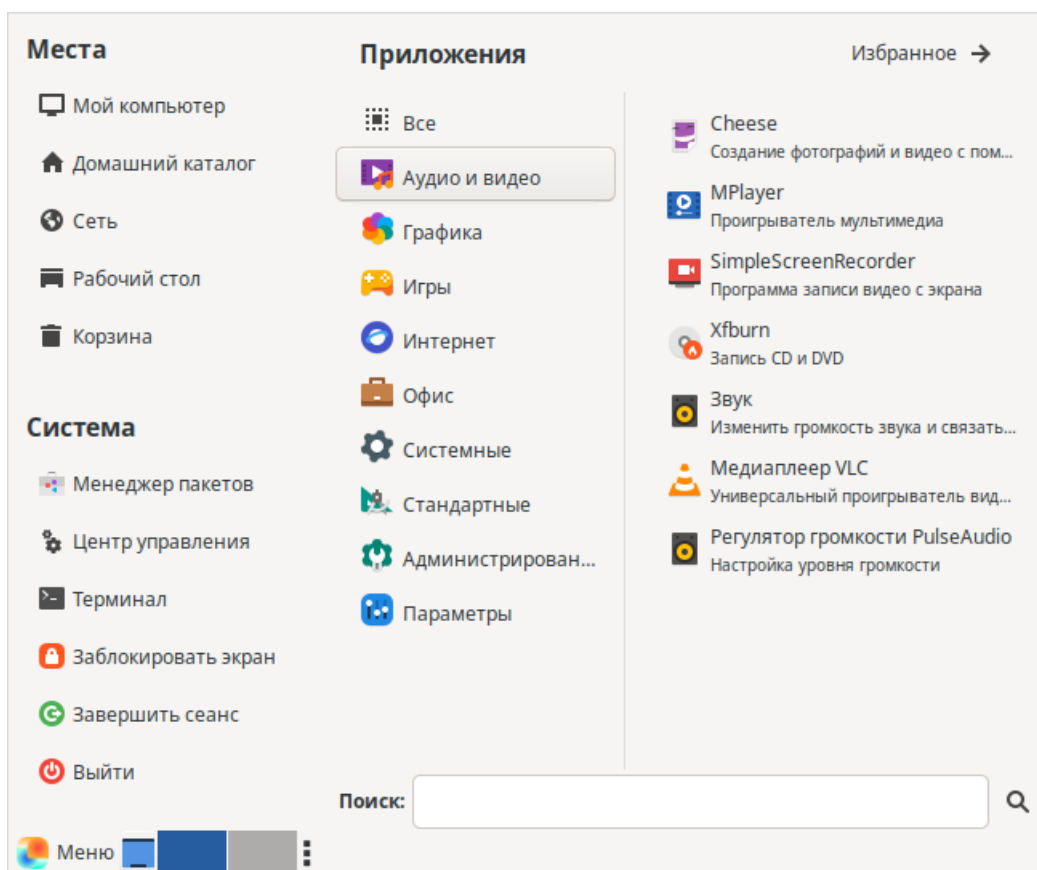 Места
Мой компьютер
Домашний каталог
Сеть
Рабочий стол
Корзина
Система
Менеджер пакетов
Центр управления
Терминал
Заблокировать экран
Завершить сеанс
Выйти
Приложения
Избранное
Все
Аудио и видео
Графика
Игры
Интернет
Офис
Системные
Стандартные
Администрирован...
Параметры
Cheese
Создание фотографий и видео с пом...
MPlayer
Проигрыватель мультимедиа
SimpleScreenRecorder
Программа записи видео с экрана
Xfburn
Запись CD и DVD
Звук
Изменить громкость звука и связать...
Медиаплеер VLC
Универсальный проигрыватель вид...
Регулятор громкости PulseAudio
Настройка уровня громкости
Поиск:
Меню